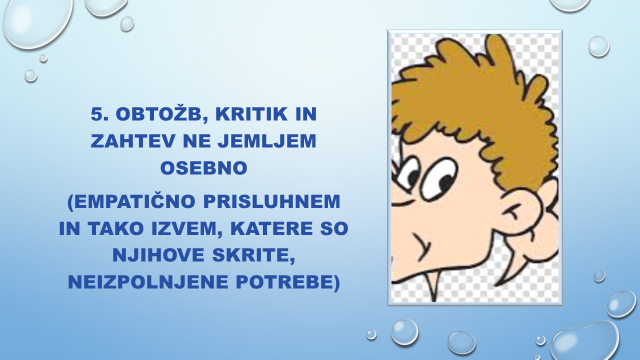 5. OBTOŽB, KRITIK IN
ZAHTEV NE JEMLJEM
OSEBNO
(EMPATIČNO PRISLUHNEM
IN TAKO IZVEM, KATERE SO
NJIHOVE SKRITE,
NEIZPOLNJENE POTREBE)